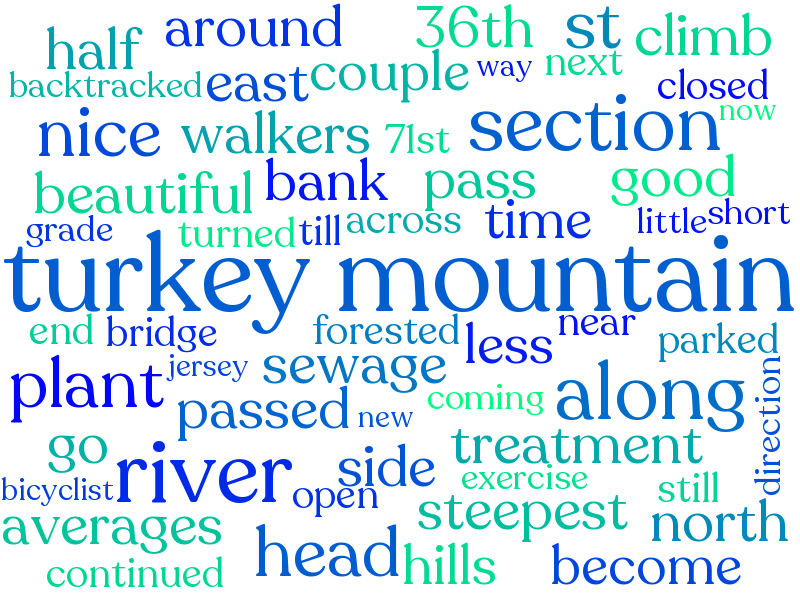 half around 36th st climb
backtracked east couple way next closed
now
nice walkers 71st section
beautiful bank pass good
grade turned till across time little short
turkey mountain
end bridge forested less near parked
plant jersey sewage
passed new coming along direction
go river side treatment
bicyclist open exercise still
averages head steepest north
continued hills become